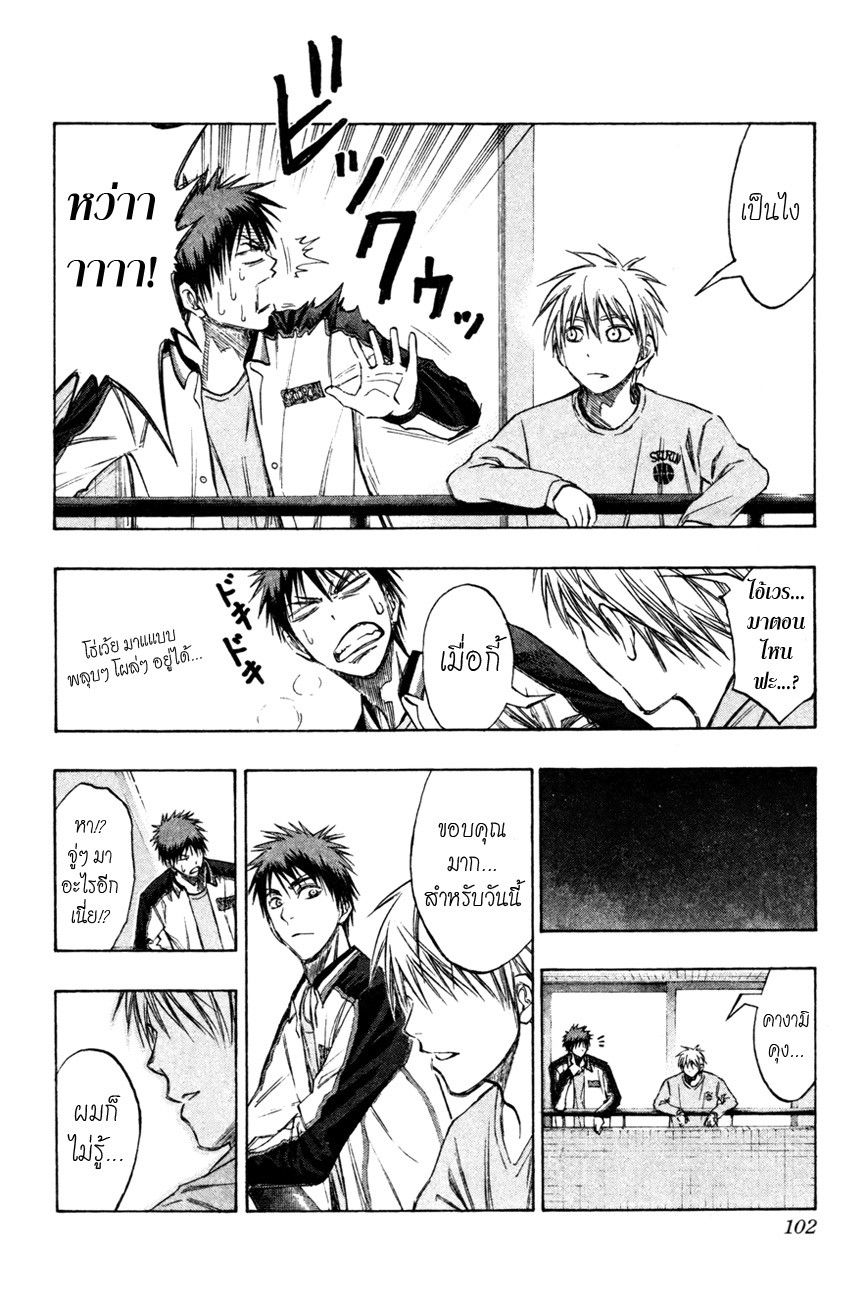 เป็นไง
SEIRIN
ビクゥッ
ッ
หว่าา
าาาา!
SEIRIN
ไอ้เวร...
มาตอน
ไหน
ฟะ...?
เมื่อกี้
ドキ
ドキ
โธ่เว้ย มาแแบบ
พลุบๆ โผล่ๆ อยู่ได้...
คางามิ
คุง...
ขอบคุณ
มาก...
สำหรับวันนี้
หา!?
จู่ๆ มา
อะไรอีก
เนี่ย!?
ผมก็
ไม่รู้...
102